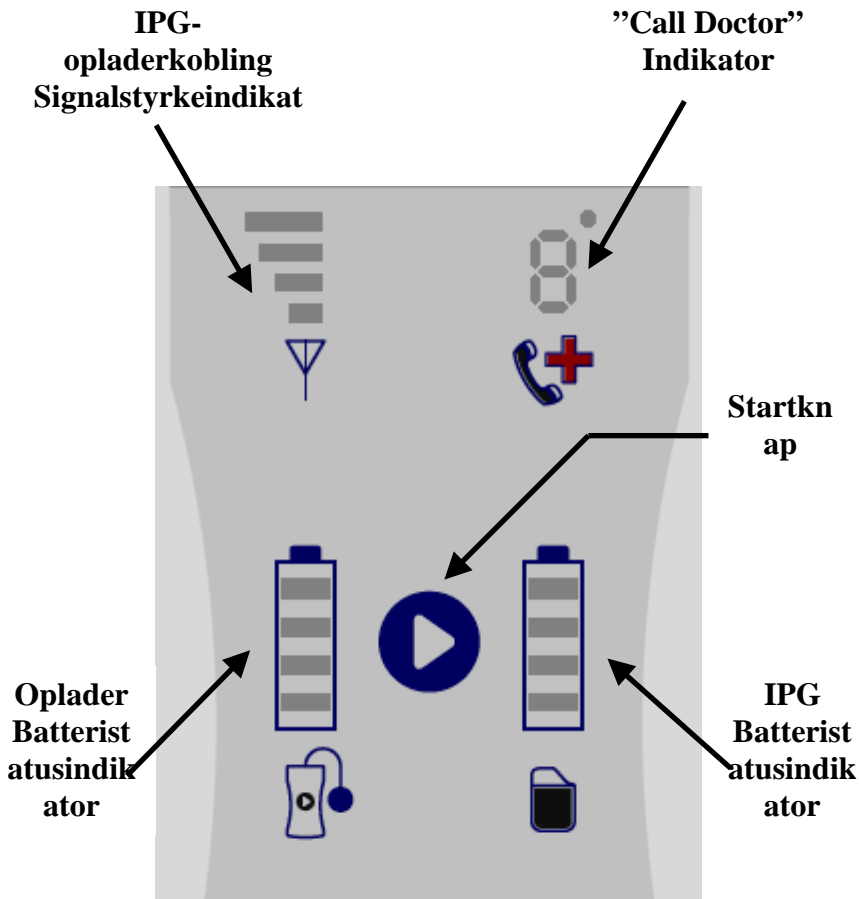 IPG-
opladerkobling
Signalstyrkeindikat
”Call Doctor”
Indikator
Startkn
ap
Oplader
Batterist
atusindik
ator
IPG
Batterist
atusindik
ator